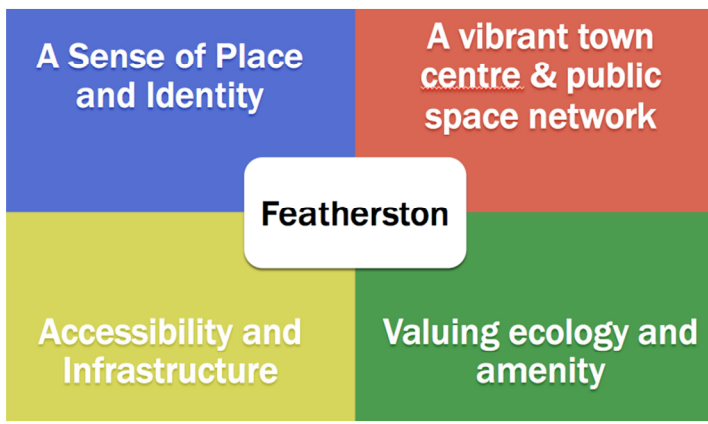 A Sense of Place
and Identity
A vibrant town
centre & public
space network
Featherston
Accessibility and
Infrastructure
Valuing ecology and
amenity